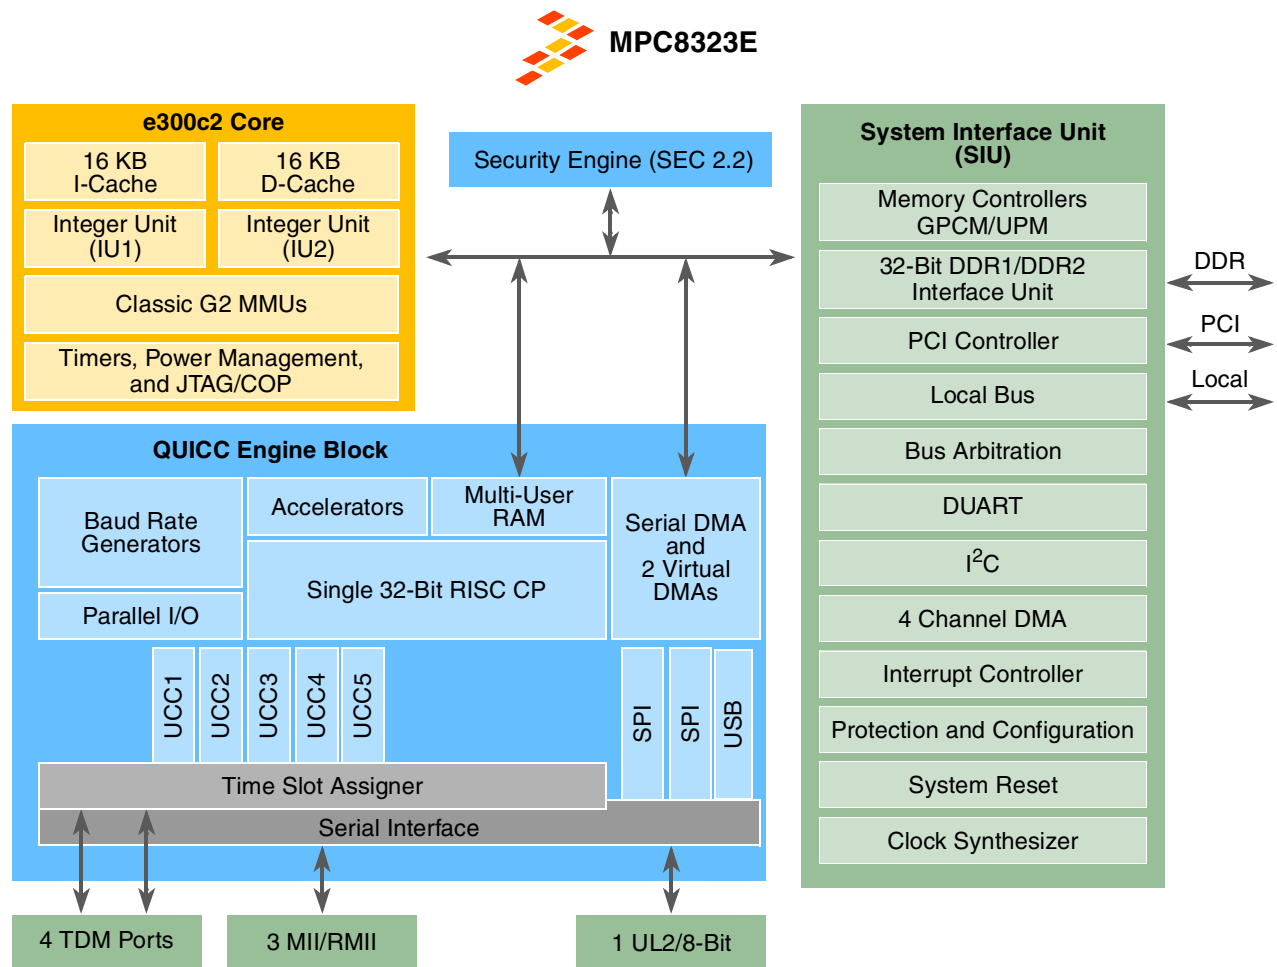 MPC8323E
e300c2 Core
16 KB
I-Cache
16 KB
D-Cache
Integer Unit
(IU1)
Integer Unit
(IU2)
Classic G2 MMUs
Timers, Power Management,
and JTAG/COP
Security Engine (SEC 2.2)
System Interface Unit
(SIU)
Memory Controllers
GPCM/UPM
32-Bit DDR1/DDR2
Interface Unit
PCI Controller
Local Bus
Bus Arbitration
DUART
I²C
4 Channel DMA
Interrupt Controller
Protection and Configuration
System Reset
Clock Synthesizer
DDR
PCI
Local
QUICC Engine Block
Baud Rate
Generators
Parallel I/O
Accelerators
Multi-User
RAM
Single 32-Bit RISC CP
Serial DMA
and
2 Virtual
DMAs
UCC1
UCC2
UCC3
UCC4
UCC5
SPI
SPI
USB
Time Slot Assigner
Serial Interface
4 TDM Ports
3 MII/RMII
1 UL2/8-Bit